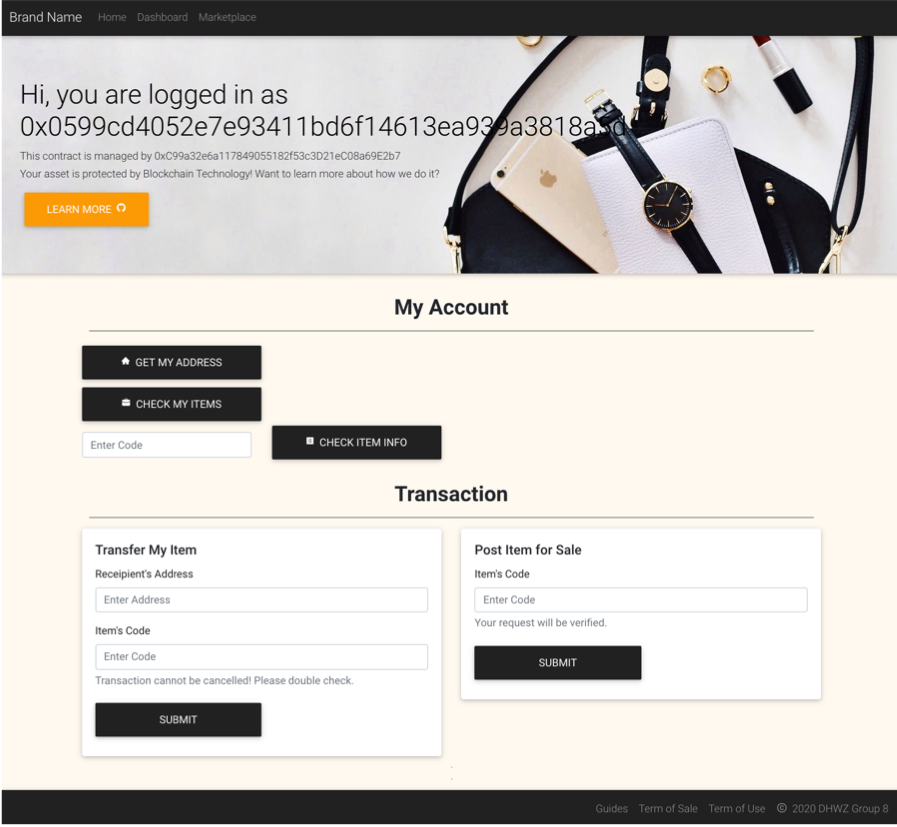 Brand Name Home Dashboard Marketplace
Hi, you are logged in as
0x0599cd4052e7e93411bd6f14613ea939a3818a3d
This contract is managed by 0xC99a32e6a117849055182f53c3D21eC08a69E2b7
Your asset is protected by Blockchain Technology! Want to learn more about how we do it?
LEARN MORE
My Account
GET MY ADDRESS
CHECK MY ITEMS
Enter Code CHECK ITEM INFO
Transaction
Transfer My Item
Receipient's Address
Enter Address
Item's Code
Enter Code
Transaction cannot be cancelled! Please double check.
SUBMIT
Post Item for Sale
Item's Code
Enter Code
Your request will be verified.
SUBMIT
Guides Term of Sale Term of Use © 2020 DHWZ Group 8